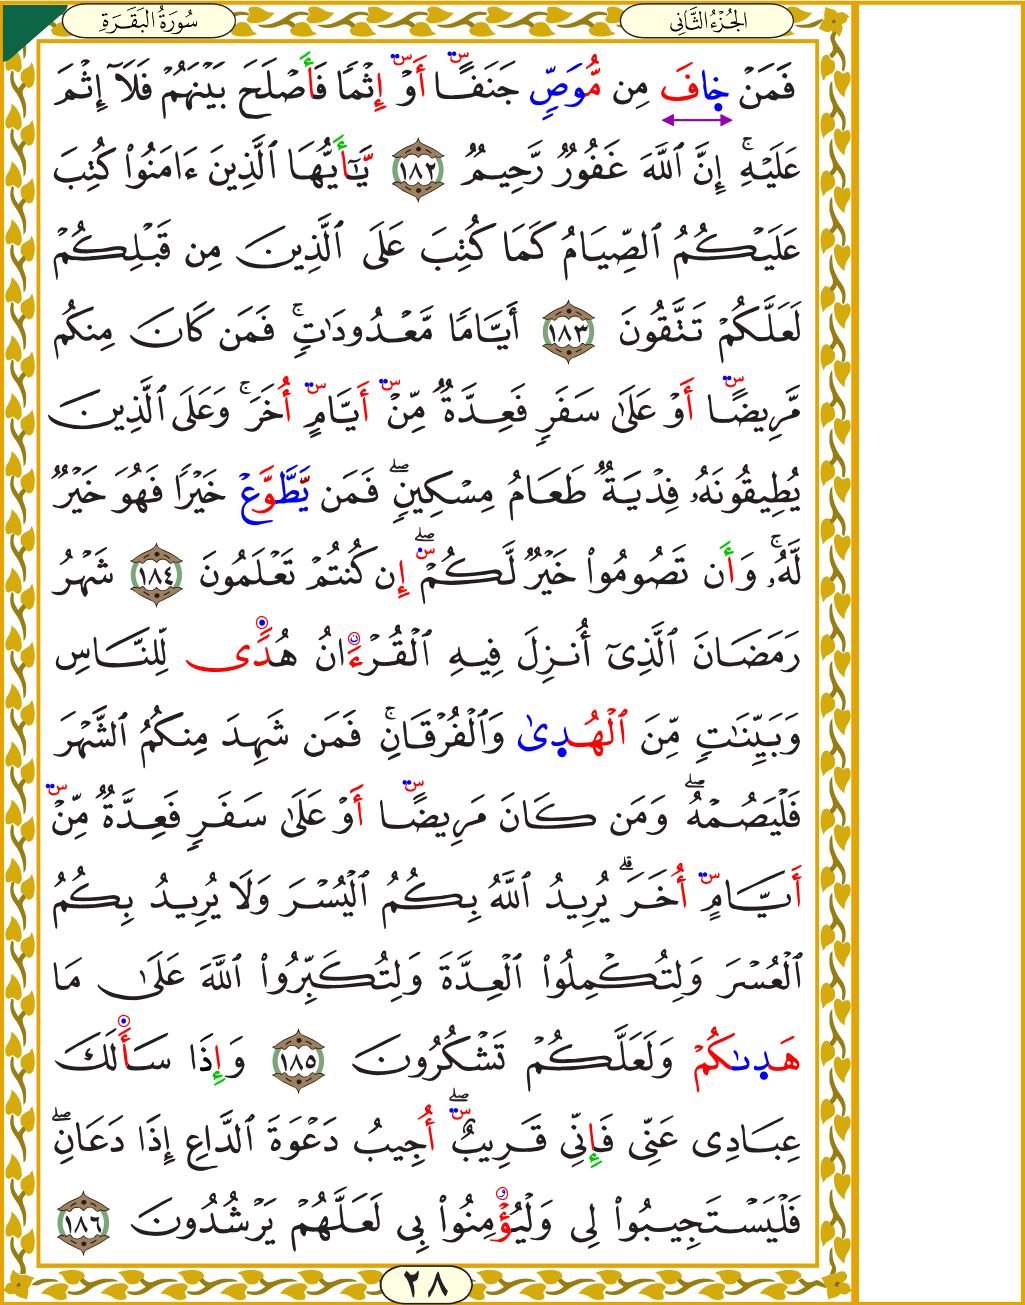 الجُزْءُ الثَّانِي
سُورَةُ البَقَرَةِ
فَمَنْ خَافَ مِن مُّوَصٍّ جَنَفًا أَوْ إِثْمًا فَأَصْلَحَ بَيْنَهُمْ فَلَآ إِثْمَ
عَلَيْهِۚ إِنَّ ٱللَّهَ غَفُورٌ رَّحِيمٌ ١٨٢ يَٰٓأَيُّهَا ٱلَّذِينَ ءَامَنُوا۟ كُتِبَ
عَلَيْكُمُ ٱلصِّيَامُ كَمَا كُتِبَ عَلَى ٱلَّذِينَ مِن قَبْلِكُمْ
لَعَلَّكُمْ تَتَّقُونَ ١٨٣ أَيَّامًا مَّعْدُودَٰتٍۚ فَمَن كَانَ مِنكُم
مَّرِيضًا أَوْ عَلَىٰ سَفَرٍ فَعِدَّةٌ مِّنْ أَيَّامٍ أُخَرَۚ وَعَلَى ٱلَّذِينَ
يُطِيقُونَهُۥ فِدْيَةٌ طَعَامُ مِسْكِينٍۖ فَمَن يَطَّوَّعْ خَيْرًا فَهُوَ خَيْرٌ
لَّهُۥۚ وَأَن تَصُومُوا۟ خَيْرٌ لَّكُمْۖ إِن كُنتُمْ تَعْلَمُونَ ١٨٤ شَهْرُ
رَمَضَانَ ٱلَّذِىٓ أُنزِلَ فِيهِ ٱلْقُرْءَانُ هُدًى لِّلنَّاسِ
وَبَيِّنَٰتٍ مِّنَ ٱلْهُدَىٰ وَٱلْفُرْقَانِۚ فَمَن شَهِدَ مِنكُمُ ٱلشَّهْرَ
فَلْيَصُمْهُۖ وَمَن كَانَ مَرِيضًا أَوْ عَلَىٰ سَفَرٍ فَعِدَّةٌ مِّنْ
أَيَّامٍ أُخَرَۗ يُرِيدُ ٱللَّهُ بِكُمُ ٱلْيُسْرَ وَلَا يُرِيدُ بِكُمُ
ٱلْعُسْرَ وَلِتُكْمِلُوا۟ ٱلْعِدَّةَ وَلِتُكَبِّرُوا۟ ٱللَّهَ عَلَىٰ مَا
هَدَىٰكُمْ وَلَعَلَّكُمْ تَشْكُرُونَ ١٨٥ وَإِذَا سَأَلَكَ
عِبَادِى عَنِّى فَإِنِّى قَرِيبٌۖ أُجِيبُ دَعْوَةَ ٱلدَّاعِ إِذَا دَعَانِۖ
فَلْيَسْتَجِيبُوا۟ لِى وَلْيُؤْمِنُوا۟ بِى لَعَلَّهُمْ يَرْشُدُونَ ١٨٦
٢٨